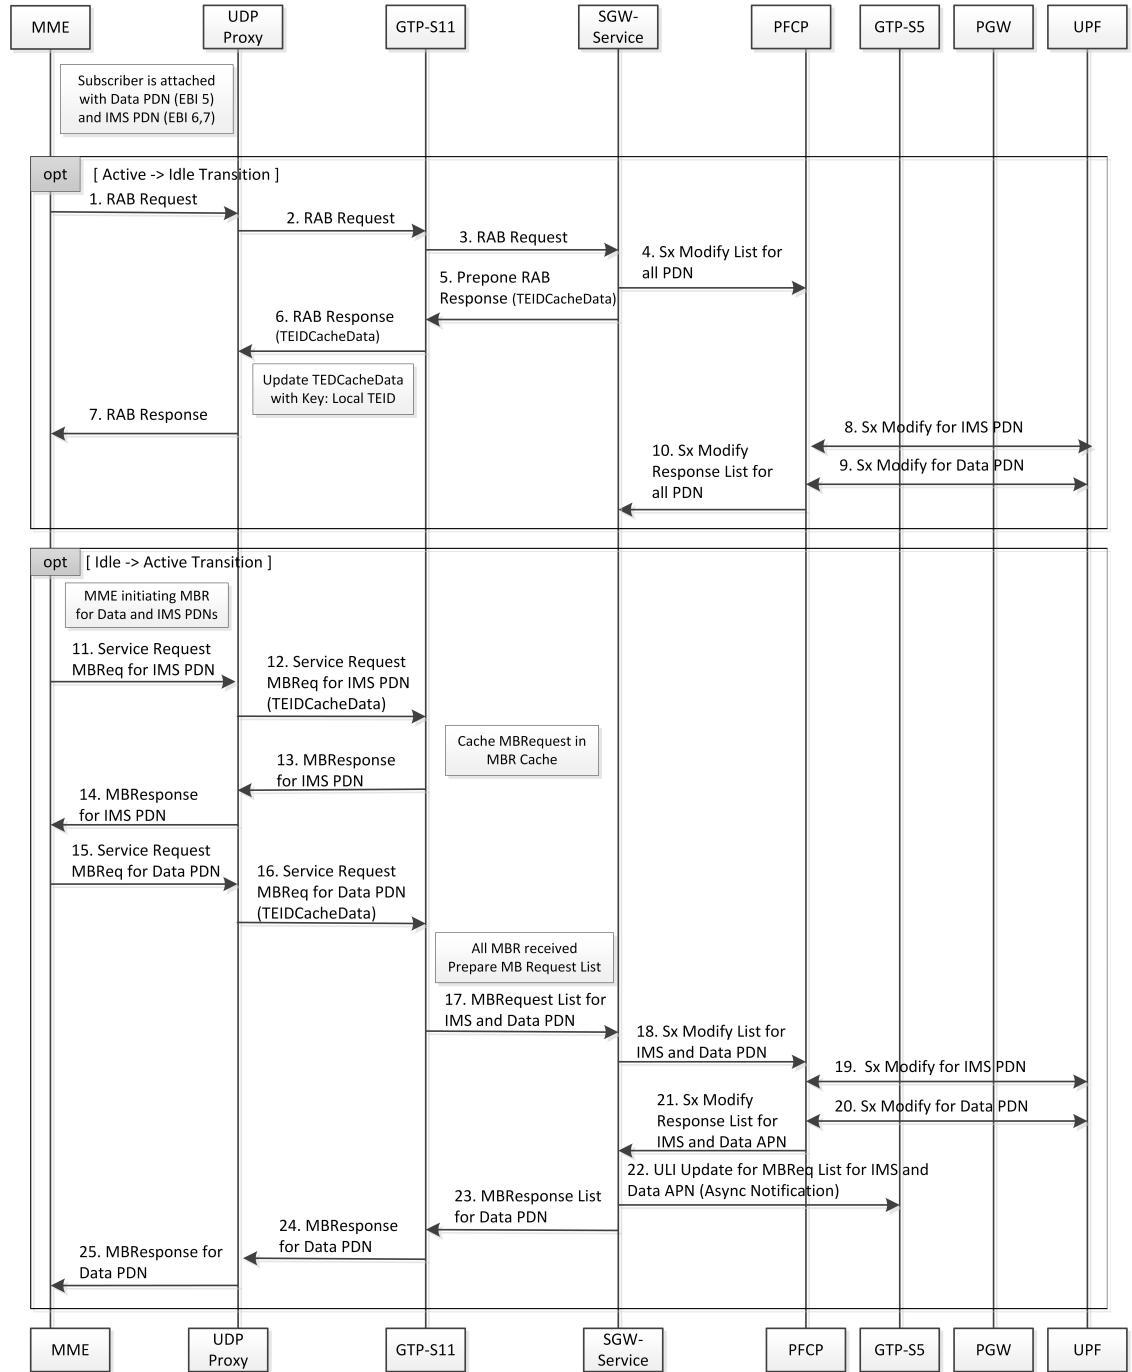 MME
UDP
Proxy
GTP-S11
SGW-
Service
PFCP
GTP-S5
PGW
UPF
Subscriber is attached
with Data PDN (EBI 5)
and IMS PDN (EBI 6,7)
opt
[ Active -> Idle Transition ]
1. RAB Request
2. RAB Request
3. RAB Request
4. Sx Modify List for
all PDN
5. Prepone RAB
Response (TEIDCacheData)
6. RAB Response
(TEIDCacheData)
Update TEDCacheData
with Key: Local TEID
7. RAB Response
8. Sx Modify for IMS PDN
9. Sx Modify for Data PDN
10. Sx Modify
Response List for
all PDN
opt
[ Idle -> Active Transition ]
MME initiating MBR
for Data and IMS PDNs
11. Service Request
MBReq for IMS PDN
12. Service Request
MBReq for IMS PDN
(TEIDCacheData)
Cache MBRequest in
MBR Cache
13. MBResponse
for IMS PDN
14. MBResponse
for IMS PDN
15. Service Request
MBReq for Data PDN
16. Service Request
MBReq for Data PDN
(TEIDCacheData)
All MBR received
Prepare MB Request List
17. MBRequest List for
IMS and Data PDN
18. Sx Modify List for
IMS and Data PDN
19.  Sx Modify for IMS PDN
20. Sx Modify for Data PDN
21. Sx Modify
Response List for
IMS and Data APN
22. ULI Update for MBReq List for IMS and
Data APN (Async Notification)
23. MBResponse List
for Data PDN
24. MBResponse
for Data PDN
25. MBResponse for
Data PDN
MME
UDP
Proxy
GTP-S11
SGW-
Service
PFCP
GTP-S5
PGW
UPF